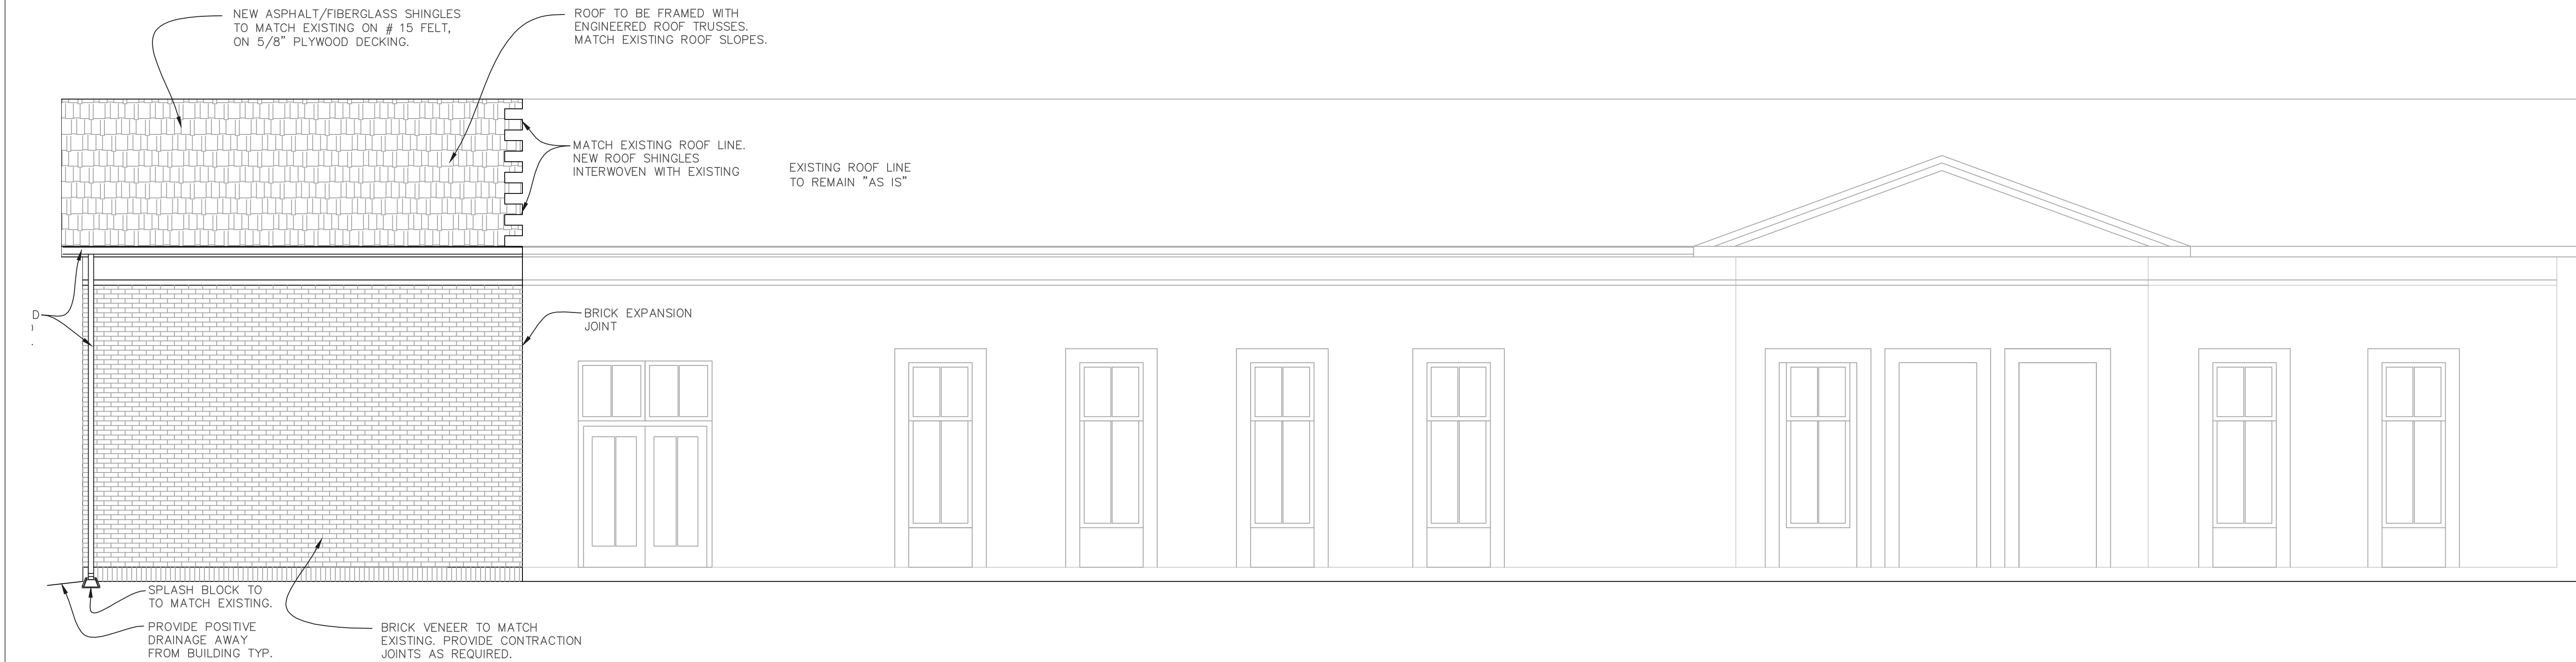 NEW ASPHALT/FIBERGLASS SHINGLES
TO MATCH EXISTING ON # 15 FELT,
ON 5/8" PLYWOOD DECKING.
ROOF TO BE FRAMED WITH
ENGINEERED ROOF TRUSSES.
MATCH EXISTING ROOF SLOPES.
MATCH EXISTING ROOF LINE.
NEW ROOF SHINGLES
INTERWOVEN WITH EXISTING
EXISTING ROOF LINE
TO REMAIN "AS IS"
D
BRICK EXPANSION
JOINT
SPLASH BLOCK TO
TO MATCH EXISTING.
PROVIDE POSITIVE
DRAINAGE AWAY
FROM BUILDING TYP.
BRICK VENEER TO MATCH
EXISTING. PROVIDE CONTRACTION
JOINTS AS REQUIRED.